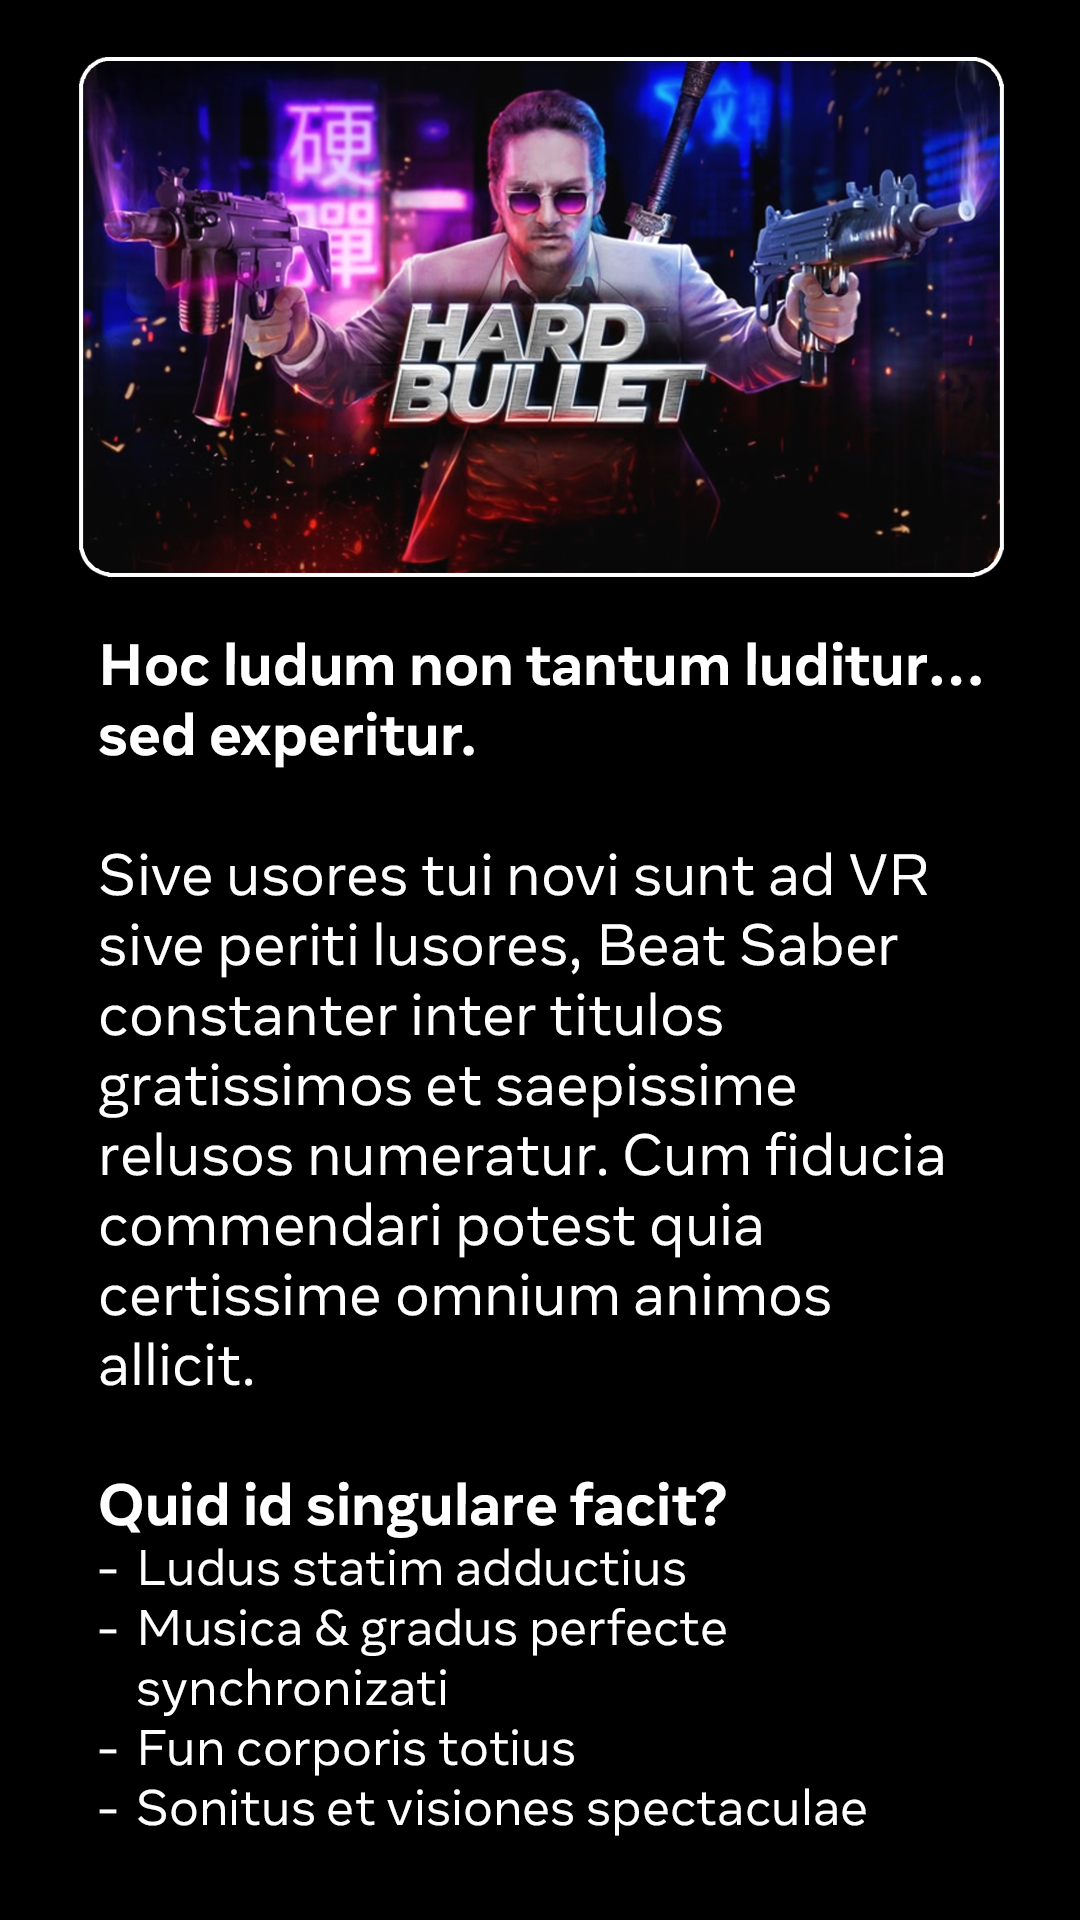 硬
彈
HARD
BULLET
Hoc ludum non tantum luditur...
sed experitur.
Sive usores tui novi sunt ad VR
sive periti lusores, Beat Saber
constanter inter titulos
gratissimos et saepissime
relusos numeratur. Cum fiducia
commendari potest quia
certissime omnium animos
allicit.
Quid id singulare facit?
- Ludus statim adductius
- Musica & gradus perfecte
synchronizati
- Fun corporis totius
- Sonitus et visiones spectaculae